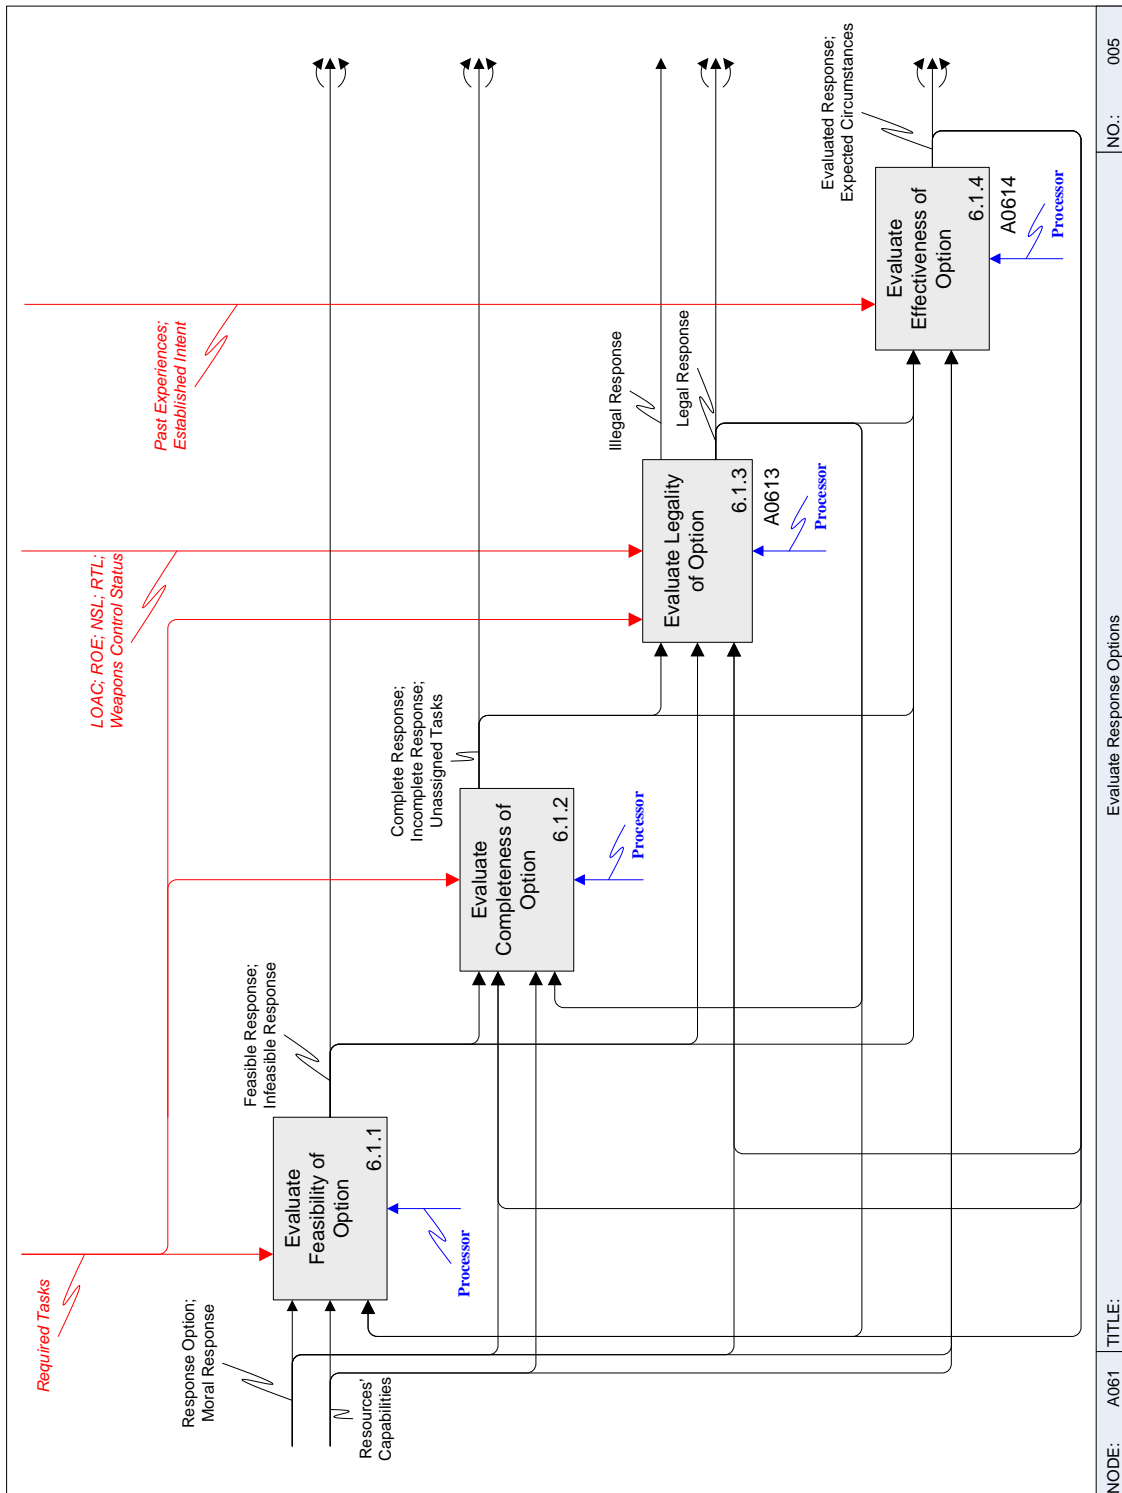 Required Tasks
LOAC; ROE; NSL; RTL;
Weapons Control Status
Past Experiences;
Established Intent
Response Option;
Moral Response
Resources'
Capabilities
Evaluate
Feasibility of
Option
6.1.1
Processor
Feasible Response;
Infeasible Response
Evaluate
Completeness of
Option
6.1.2
Processor
Complete Response;
Incomplete Response;
Unassigned Tasks
Evaluate Legality
of Option
6.1.3
A0613
Processor
Illegal Response
Legal Response
Evaluate
Effectiveness of
Option
6.1.4
A0614
Processor
Evaluated Response;
Expected Circumstances
NODE: A061 TITLE: Evaluate Response Options NO.: 005